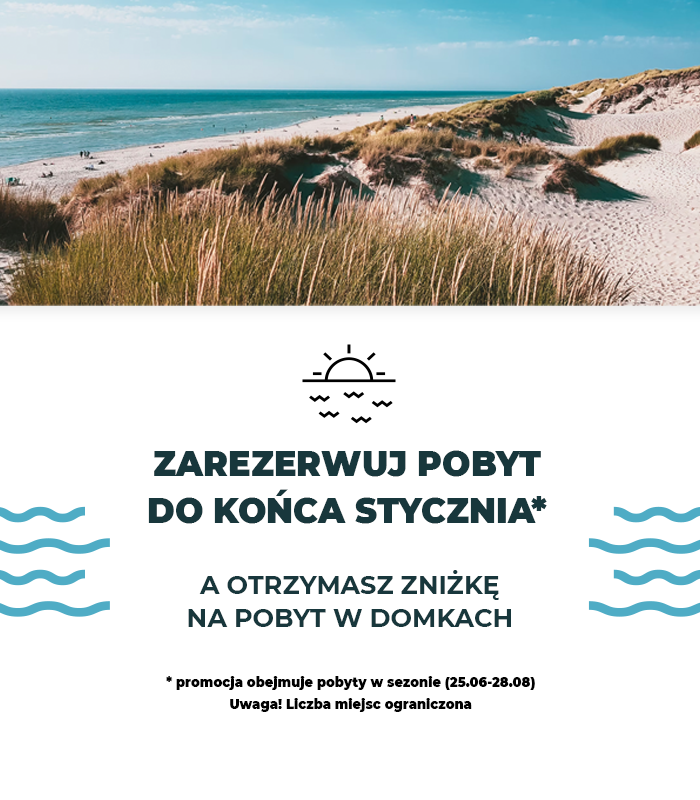 ZAREZERWUJ POBYT
DO KOŃCA STYCZNIA*
A OTRZYMASZ ZNIŻKĘ
NA POBYT W DOMKACH
* promocja obejmuje pobyty w sezonie (25.06-28.08)
Uwaga! Liczba miejsc ograniczona